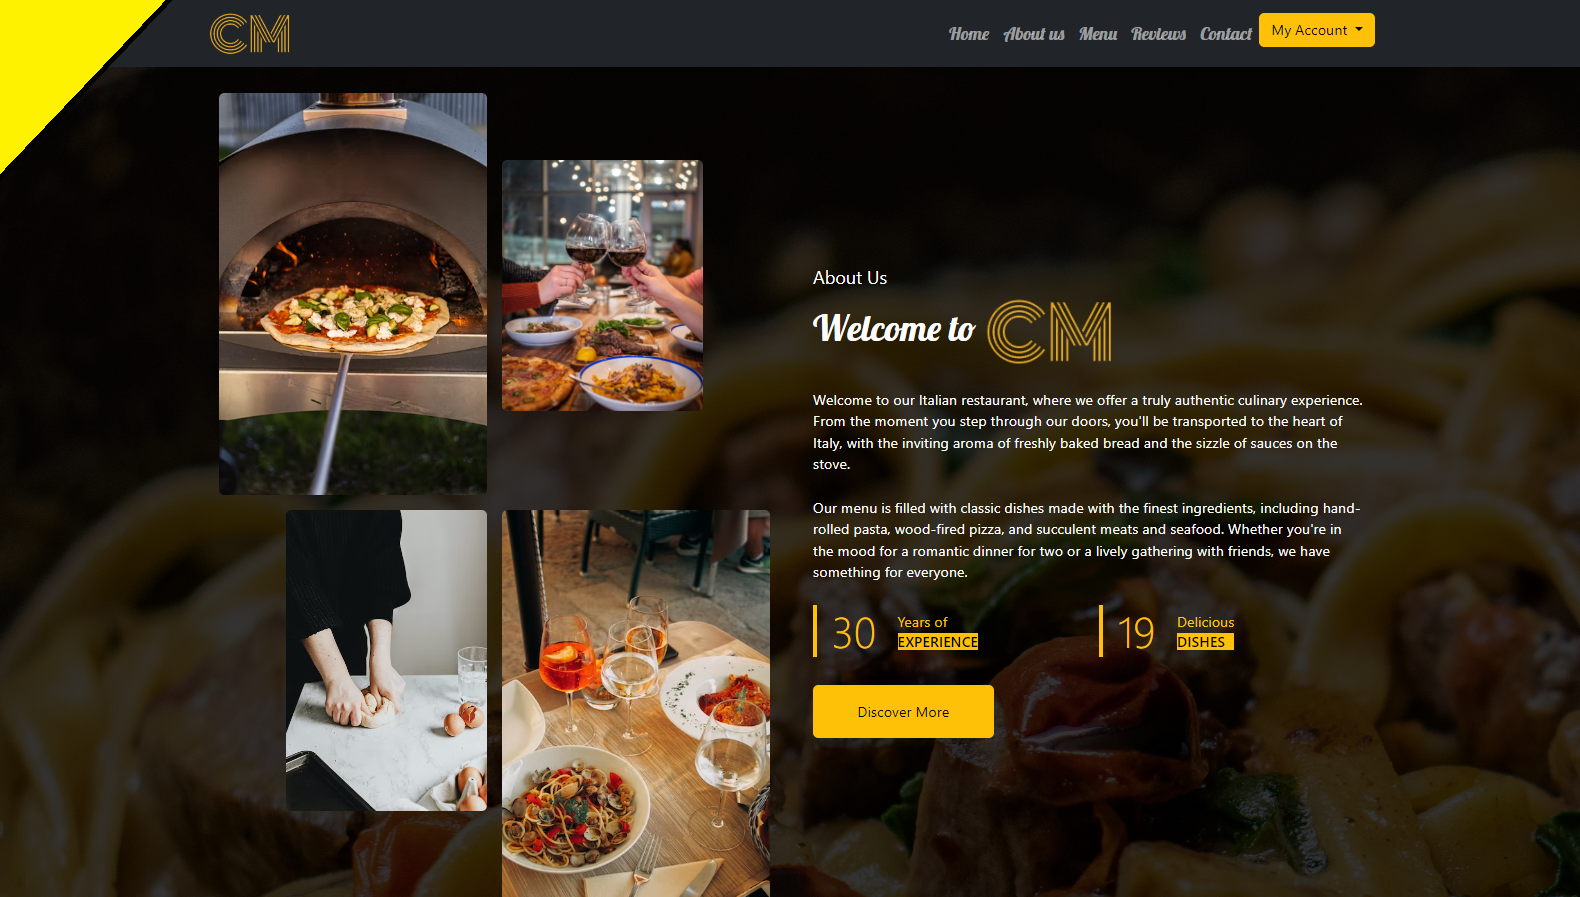 CM
Home About us Menu Reviews Contact My Account
About Us
Welcome to CM
Welcome to our Italian restaurant, where we offer a truly authentic culinary experience.
From the moment you step through our doors, you'll be transported to the heart of
Italy, with the inviting aroma of freshly baked bread and the sizzle of sauces on the
stove.
Our menu is filled with classic dishes made with the finest ingredients, including hand-
rolled pasta, wood-fired pizza, and succulent meats and seafood. Whether you're in
the mood for a romantic dinner for two or a lively gathering with friends, we have
something for everyone.
30 Years of
EXPERIENCE
19 Delicious
DISHES
Discover More